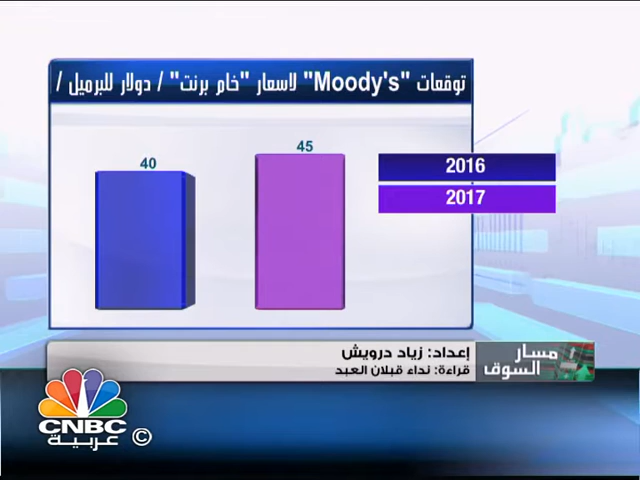 توقعات "Moody's" لاسعار "خام برنت" / دولار للبرميل /
40
45
2016
2017
إعداد: زياد درويش
قراءة: نداء قبلان العبد
مسار
السوق
CNBC
عربية ©